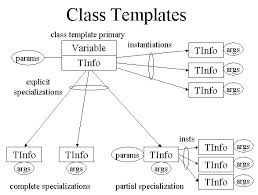 Class Templates
class template primary
Variable
instantiations
TInfo
args
params
TInfo
TInfo
args
explicit
specializations
TInfo
args
insts
TInfo
args
TInfo
TInfo
params
TInfo
TInfo
args
args
args
args
TInfo
args
complete specializations
partial specialization